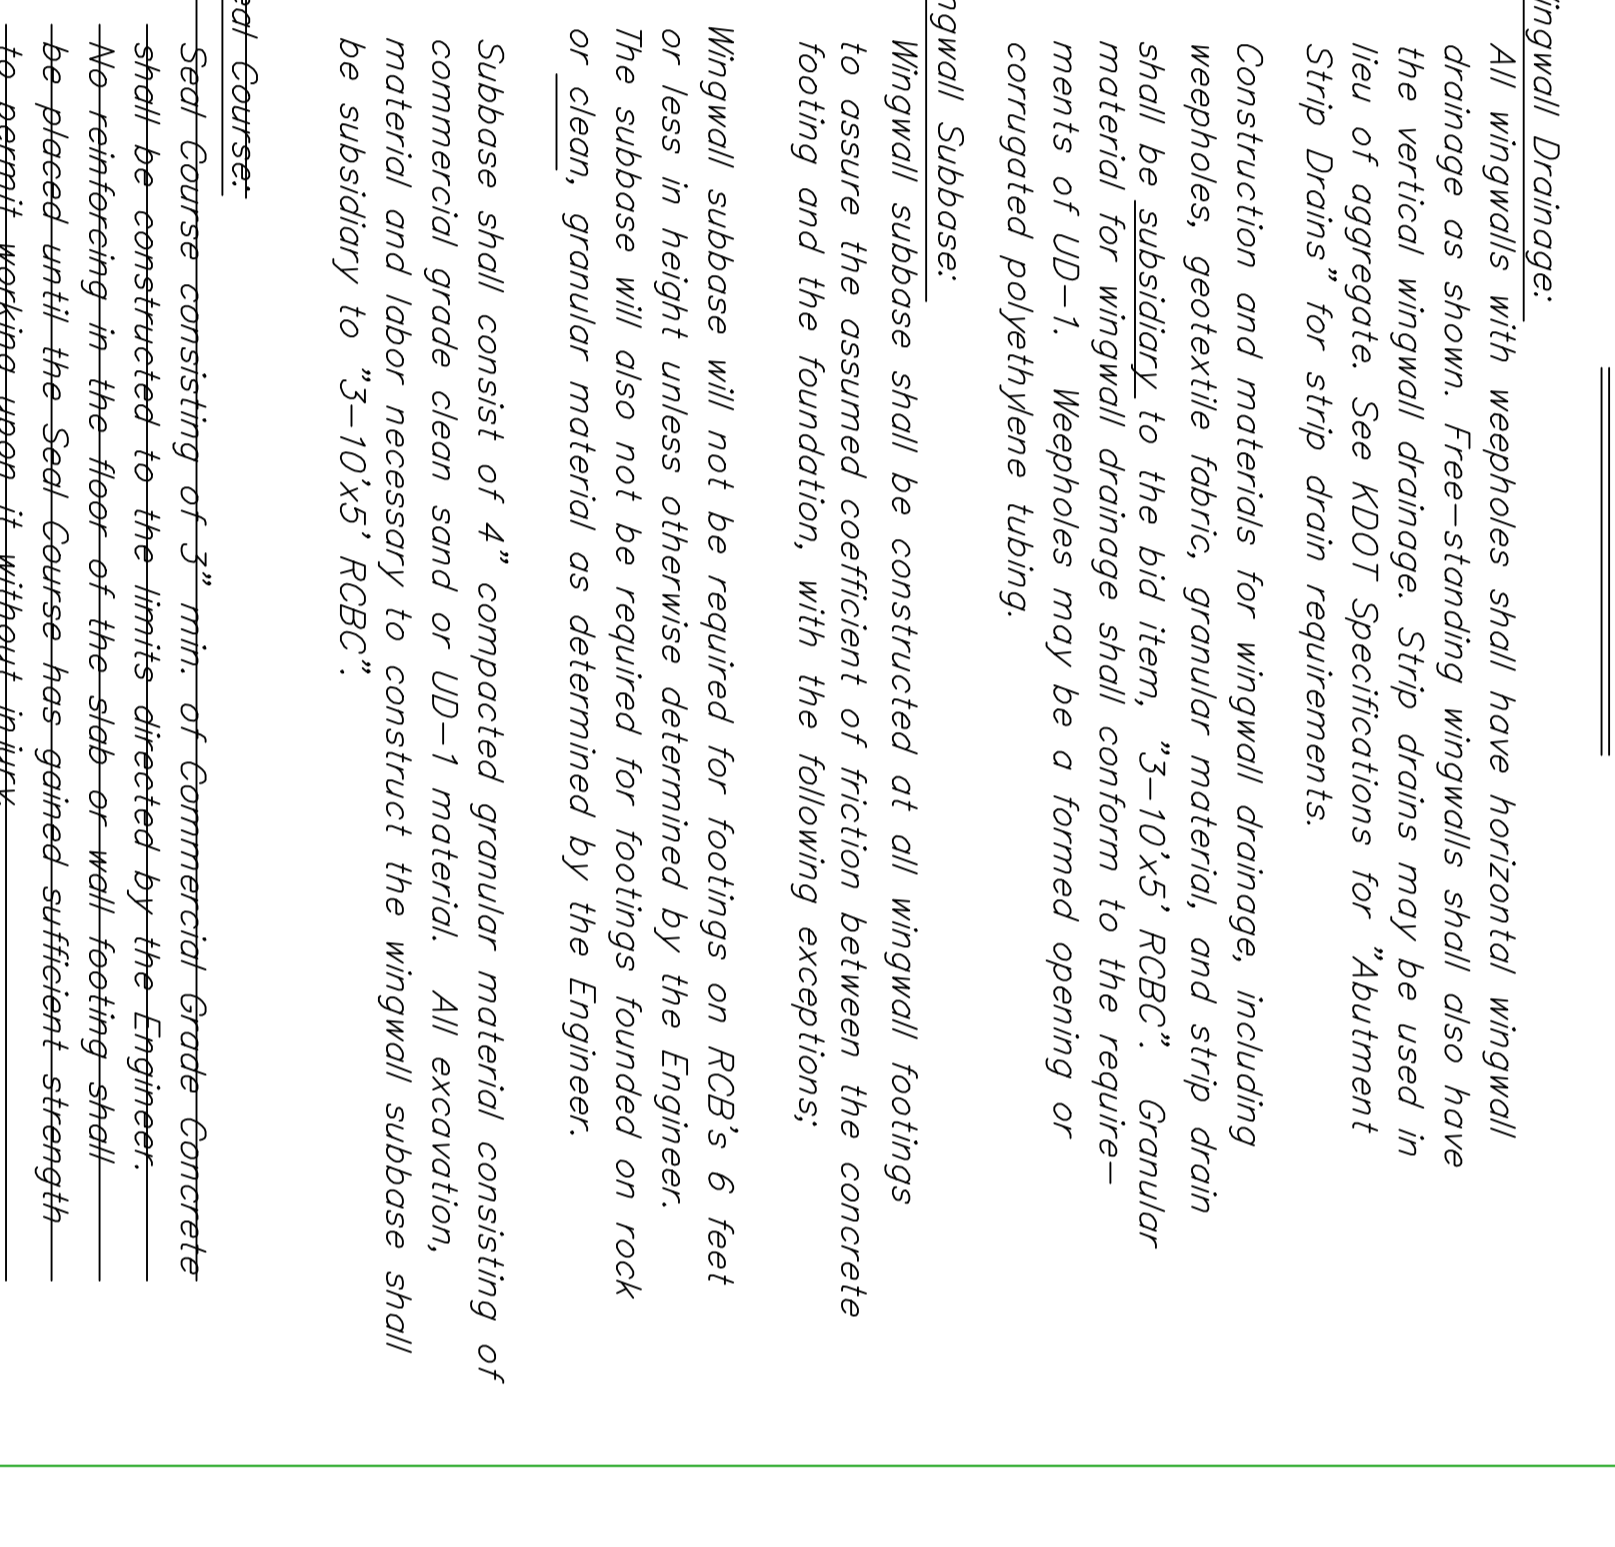 ingwall Drainage:
All wingwalls with weepholes shall have horizontal wingwall
drainage as shown. Free-standing wingwalls shall also have
the vertical wingwall drainage. Strip drains may be used in
lieu of aggregate. See KDOT Specifications for "Abutment
Strip Drains" for strip drain requirements.
Construction and materials for wingwall drainage, including
weepholes, geotextile fabric, granular material, and strip drain
shall be subsidiary to the bid item, "3-10'x5' RCBC". Granular
material for wingwall drainage shall conform to the require-
ments of UD-1. Weepholes may be a formed opening or
corrugated polyethylene tubing.
ngwall Subbase:
Wingwall subbase shall be constructed at all wingwall footings
to assure the assumed coefficient of friction between the concrete
footing and the foundation, with the following exceptions;
Wingwall subbase will not be required for footings on RCB's 6 feet
or less in height unless otherwise determined by the Engineer.
The subbase will also not be required for footings founded on rock
or clean, granular material as determined by the Engineer.
Subbase shall consist of 4" compacted granular material consisting of
commercial grade clean sand or UD-1 material. All excavation,
material and labor necessary to construct the wingwall subbase shall
be subsidiary to "3-10'x5' RCBC".
eal Course:
Seal Course consisting of 3" min. of Commercial Grade Concrete
shall be constructed to the limits directed by the Engineer.
No reinforcing in the floor of the slab or wall footing shall
be placed until the Seal Course has gained sufficient strength
to permit working upon it without injury.